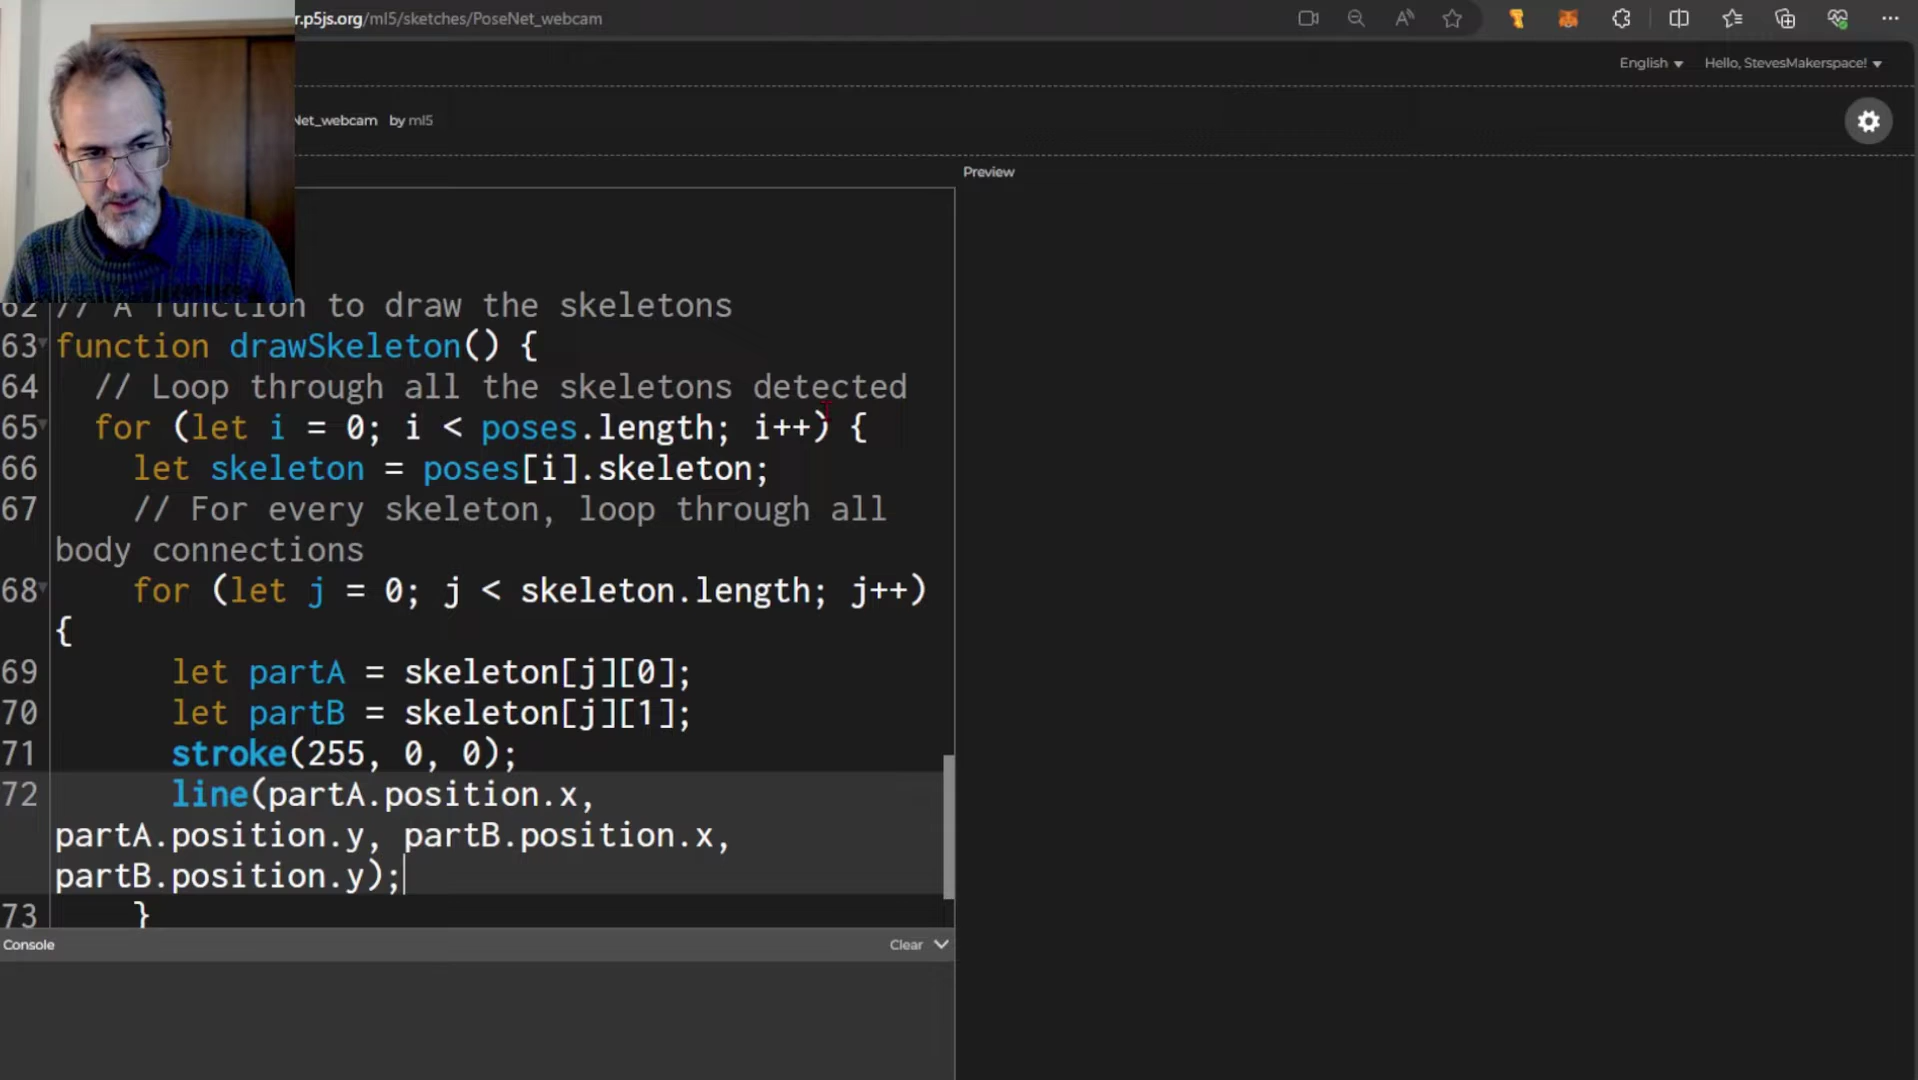 r.p5js.org/ml5/sketches/PoseNet_webcam
English
Hello, StevesMakerspace!
Net_webcam by ml5
Preview
62 // A function to draw the skeletons
63 function drawSkeleton() {
64 // Loop through all the skeletons detected
65 for (let i = 0; i < poses.length; i++) {
66 let skeleton = poses[i].skeleton;
67 // For every skeleton, loop through all
body connections
68 for (let j = 0; j < skeleton.length; j++)
{
69 let partA = skeleton[j][0];
70 let partB = skeleton[j][1];
71 stroke(255, 0, 0);
72 line(partA.position.x,
partA.position.y, partB.position.x,
partB.position.y);
73 }
Console
Clear